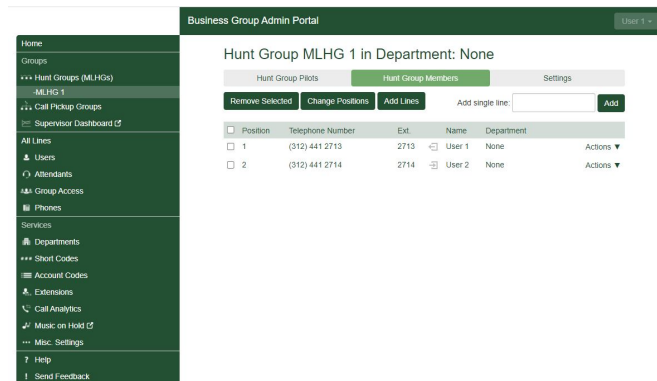 Business Group Admin Portal
User 1
Home
Groups
Hunt Groups (MLHGs)
-MLHG 1
Call Pickup Groups
Supervisor Dashboard
All Lines
Users
Attendants
Group Access
Phones
Services
Departments
Short Codes
Account Codes
Extensions
Call Analytics
Music on Hold
Misc. Settings
? Help
! Send Feedback
Hunt Group MLHG 1 in Department: None
Hunt Group Pilots Hunt Group Members Settings
Remove Selected Change Positions Add Lines Add single line: Add
Position Telephone Number Ext. Name Department
1 (312) 441 2713 2713 User 1 None Actions ▼
2 (312) 441 2714 2714 User 2 None Actions ▼